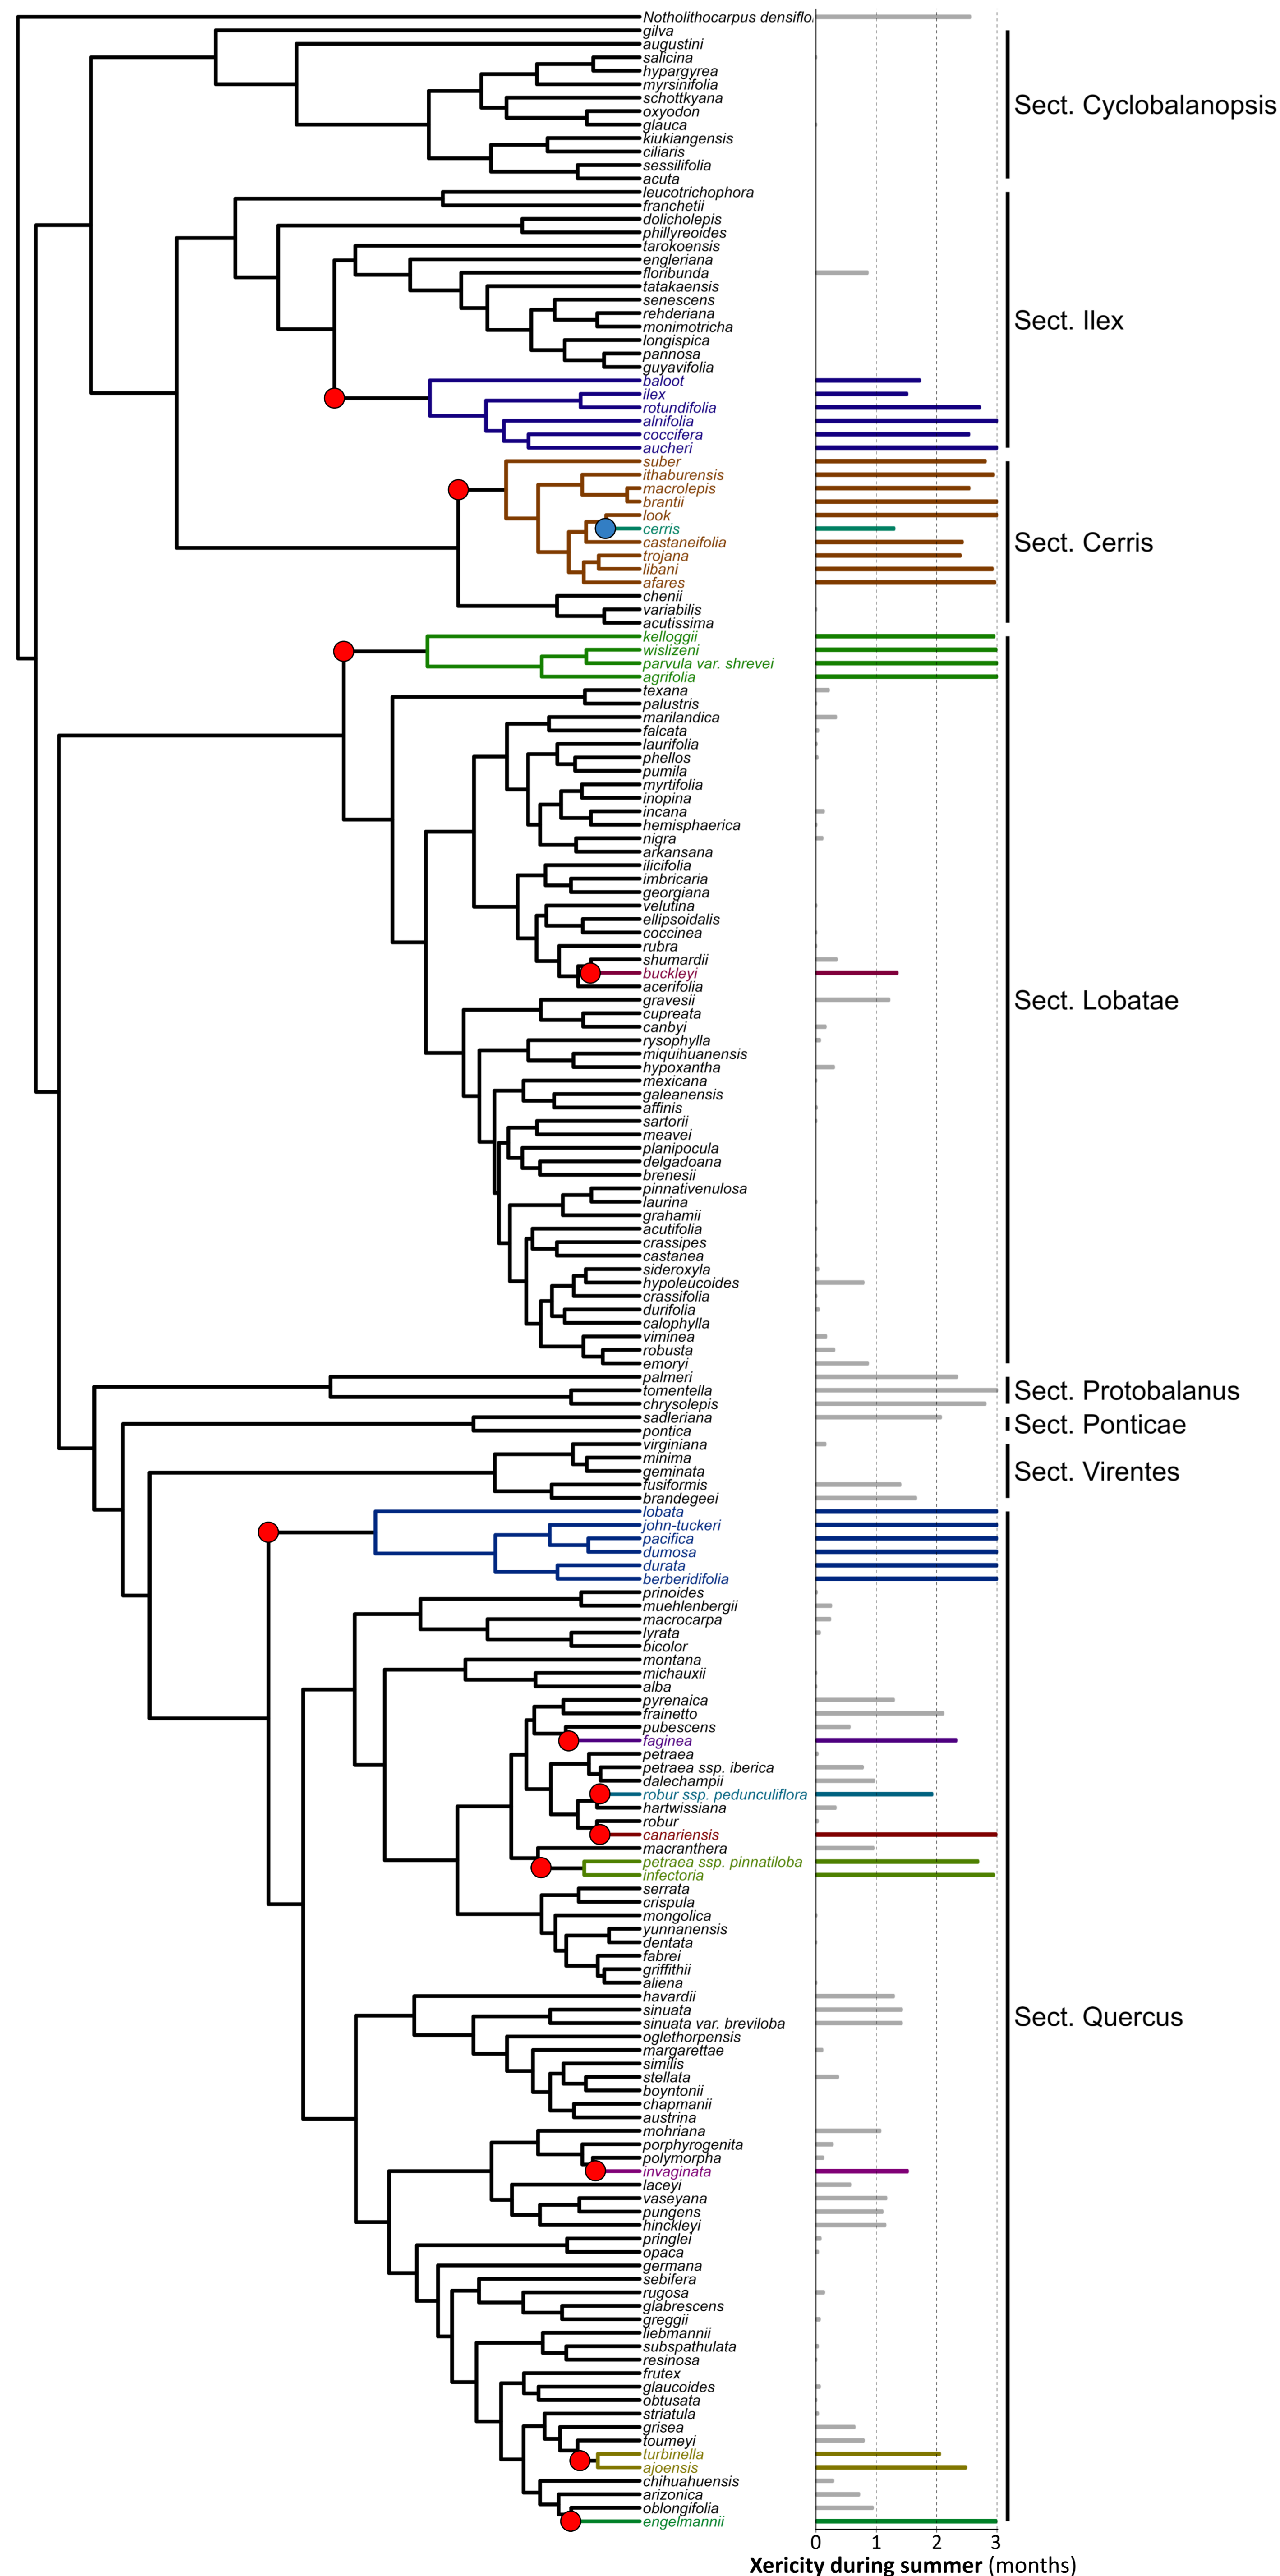 Notholithocarpus densiflo
gilva
augustini
salicina
hypargyrea
myrsinifolia
schottkyana
oxyodon
glauca
kiukiangensis
ciliaris
sessilifolia
acuta
Sect. Cyclobalanopsis
leucotrichophora
franchetii
dolicholepis
phillyreoides
tarokoensis
engleriana
floribunda
tatakaensis
senescens
rehderiana
monimotricha
longispica
pannosa
guyavifolia
baloot
ilex
rotundifolia
alnifolia
coccifera
aucheri
Sect. Ilex
suber
ithaburensis
macrolepis
brantii
look
cerris
castaneifolia
trojana
libani
afares
chenii
variabilis
acutissima
Sect. Cerris
kelloggii
wislizeni
parvula var. shrevei
agrifolia
texana
palustris
marilandica
falcata
laurifolia
phellos
pumila
myrtifolia
inopina
incana
hemisphaerica
nigra
arkansana
ilicifolia
imbricaria
georgiana
velutina
ellipsoidalis
coccinea
rubra
shumardii
buckleyi
acerifolia
gravesii
cupreata
canbyi
rysophylla
miquihuanensis
hypoxantha
mexicana
galeanensis
affinis
sartorii
meavei
planipocula
delgadoana
brenesii
pinnativenulosa
laurina
grahamii
acutifolia
crassipes
castanea
sideroxyla
hypoleucoides
crassifolia
durifolia
calophylla
viminea
robusta
emoryi
Sect. Lobatae
palmeri
tomentella
chrysolepis
Sect. Protobalanus
sadleriana
pontica
Sect. Ponticae
virginiana
minima
geminata
fusiformis
brandegeei
Sect. Virentes
lobata
john-tuckeri
pacifica
dumosa
durata
berberidifolia
prinoides
muehlenbergii
macrocarpa
lyrata
bicolor
montana
michauxii
alba
pyrenaica
frainetto
pubescens
faginea
petraea
petraea ssp. iberica
dalechampii
robur ssp. pedunculiflora
hartwissiana
robur
canariensis
macranthera
petraea ssp. pinnatiloba
infectoria
serrata
crispula
mongolica
yunnanensis
dentata
fabrei
griffithii
aliena
havardii
sinuata
sinuata var. breviloba
oglethorpensis
margarettae
similis
stellata
boyntonii
chapmanii
austrina
mohriana
porphyrogenita
polymorpha
invaginata
laceyi
vaseyana
pungens
hinckleyi
pringlei
opaca
germana
sebifera
rugosa
glabrescens
greggii
liebmannii
subspathulata
resinosa
frutex
glaucoides
obtusata
striatula
grisea
toumeyi
turbinella
ajoensis
chihuahuensis
arizonica
oblongifolia
engelmannii
Sect. Quercus
0 1 2 3
Xericity during summer (months)